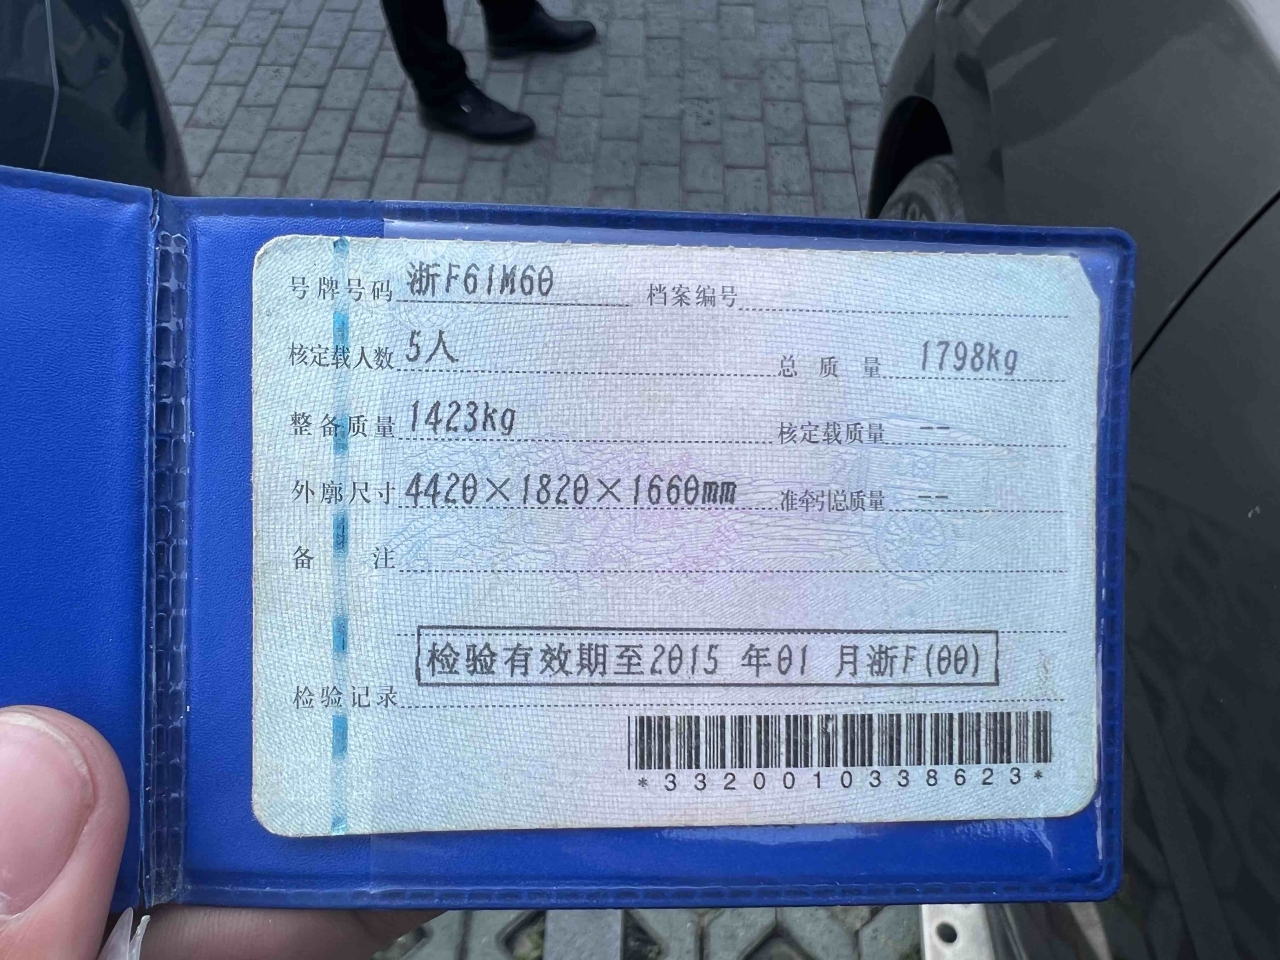 号牌号码 浙F61M60 档案编号
核定载人数 5人 总质量 1798kg
整备质量 1423kg 核定载质量 --
外廓尺寸 4420×1820×1660mm 准牵引总质量 --
备注
检验有效期至2015 年01 月浙F(00)
检验记录
*3320010338623*